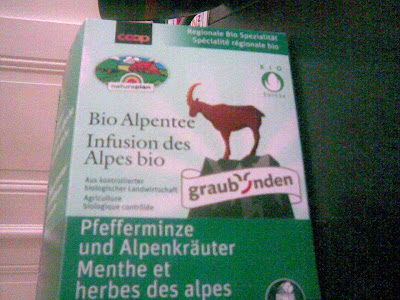 coop
Regionale Bio Spezialität
Spécialité régionale bio
naturaplan
BIO
SUISSE
Bio Alpentee
Infusion des
Alpes bio
Aus kontrollierter
biologischer Landwirtschaft
Agriculture
biologique contrôlée
graubünden
Pfefferminze
und Alpenkräuter
Menthe et
herbes des alpes